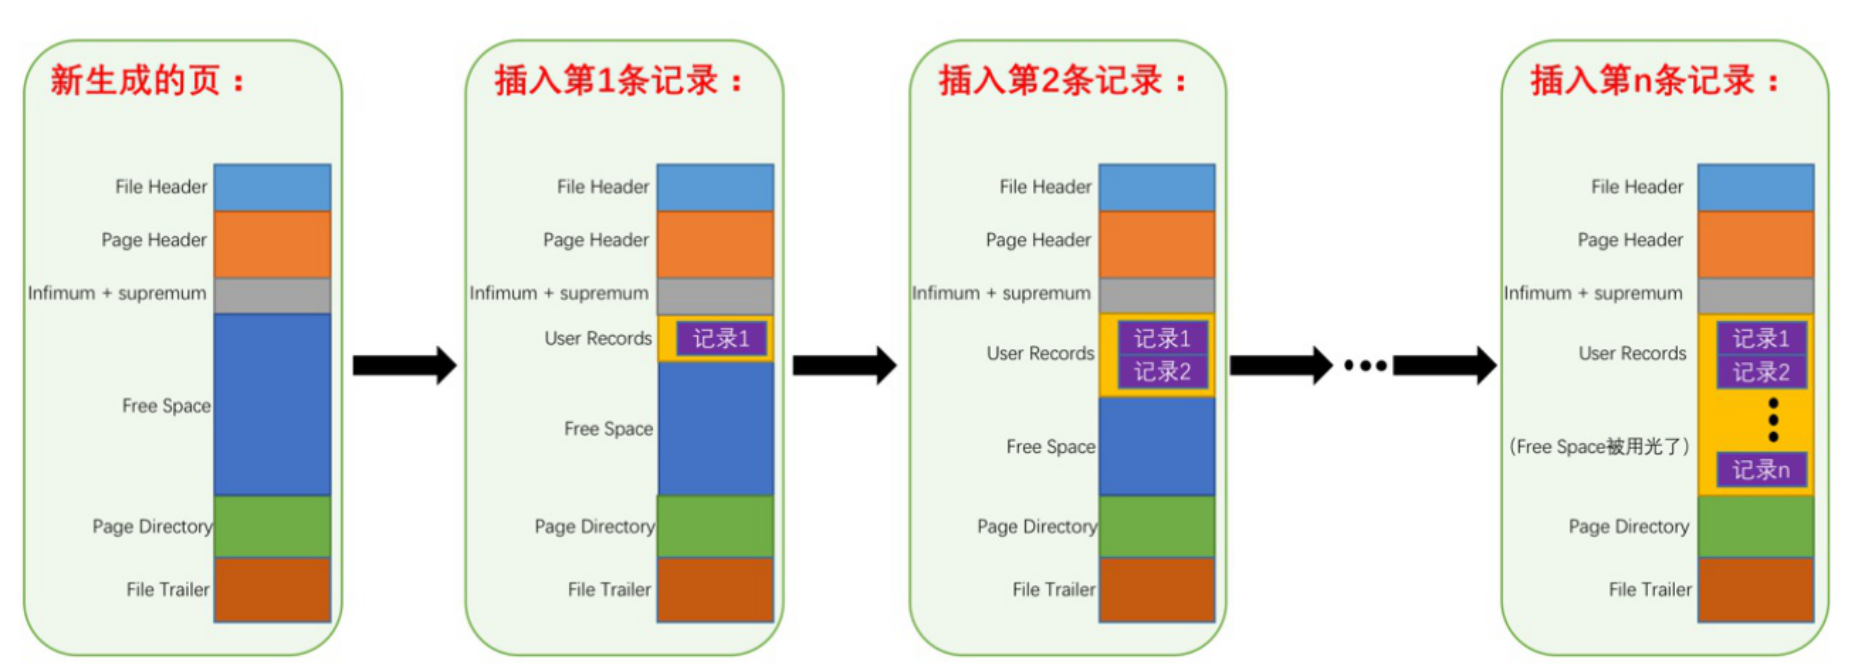 新生成的页：
File Header
Page Header
Infimum + supremum
Free Space
Page Directory
File Trailer
插入第1条记录：
File Header
Page Header
Infimum + supremum
User Records
记录1
Free Space
Page Directory
File Trailer
插入第2条记录：
File Header
Page Header
Infimum + supremum
User Records
记录1
记录2
Free Space
Page Directory
File Trailer
插入第n条记录：
File Header
Page Header
Infimum + supremum
User Records
记录1
记录2
(Free Space被用光了)
记录n
Page Directory
File Trailer